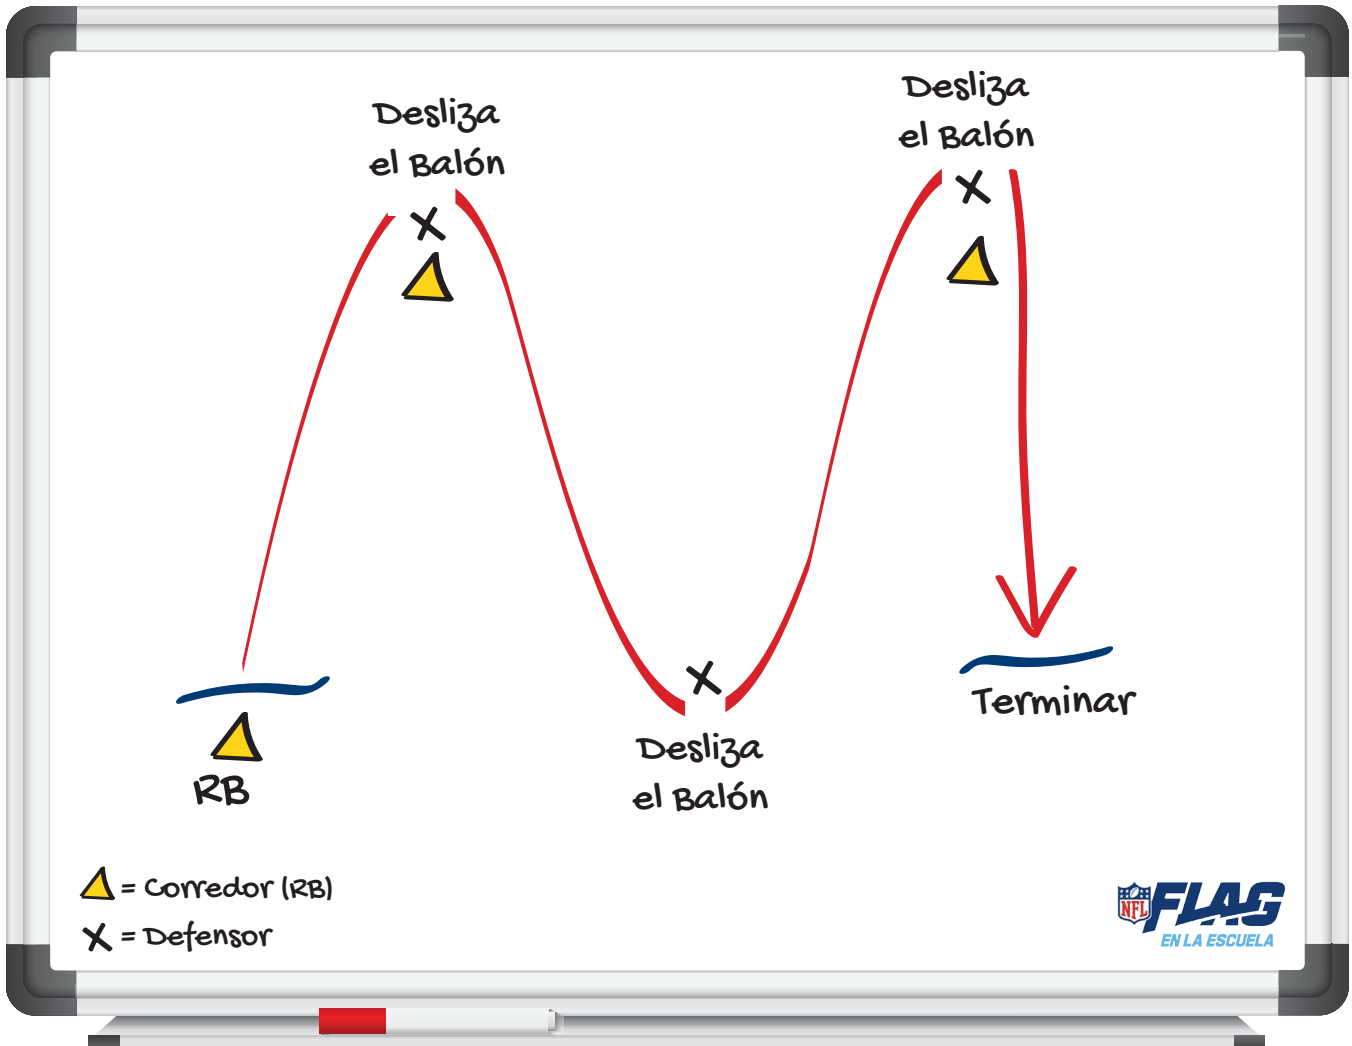 Desliza
el Balón
Desliza
el Balón
Desliza
el Balón
Terminar
RB
= Corredor (RB)
= Defensor
NFL
FLAG
EN LA ESCUELA